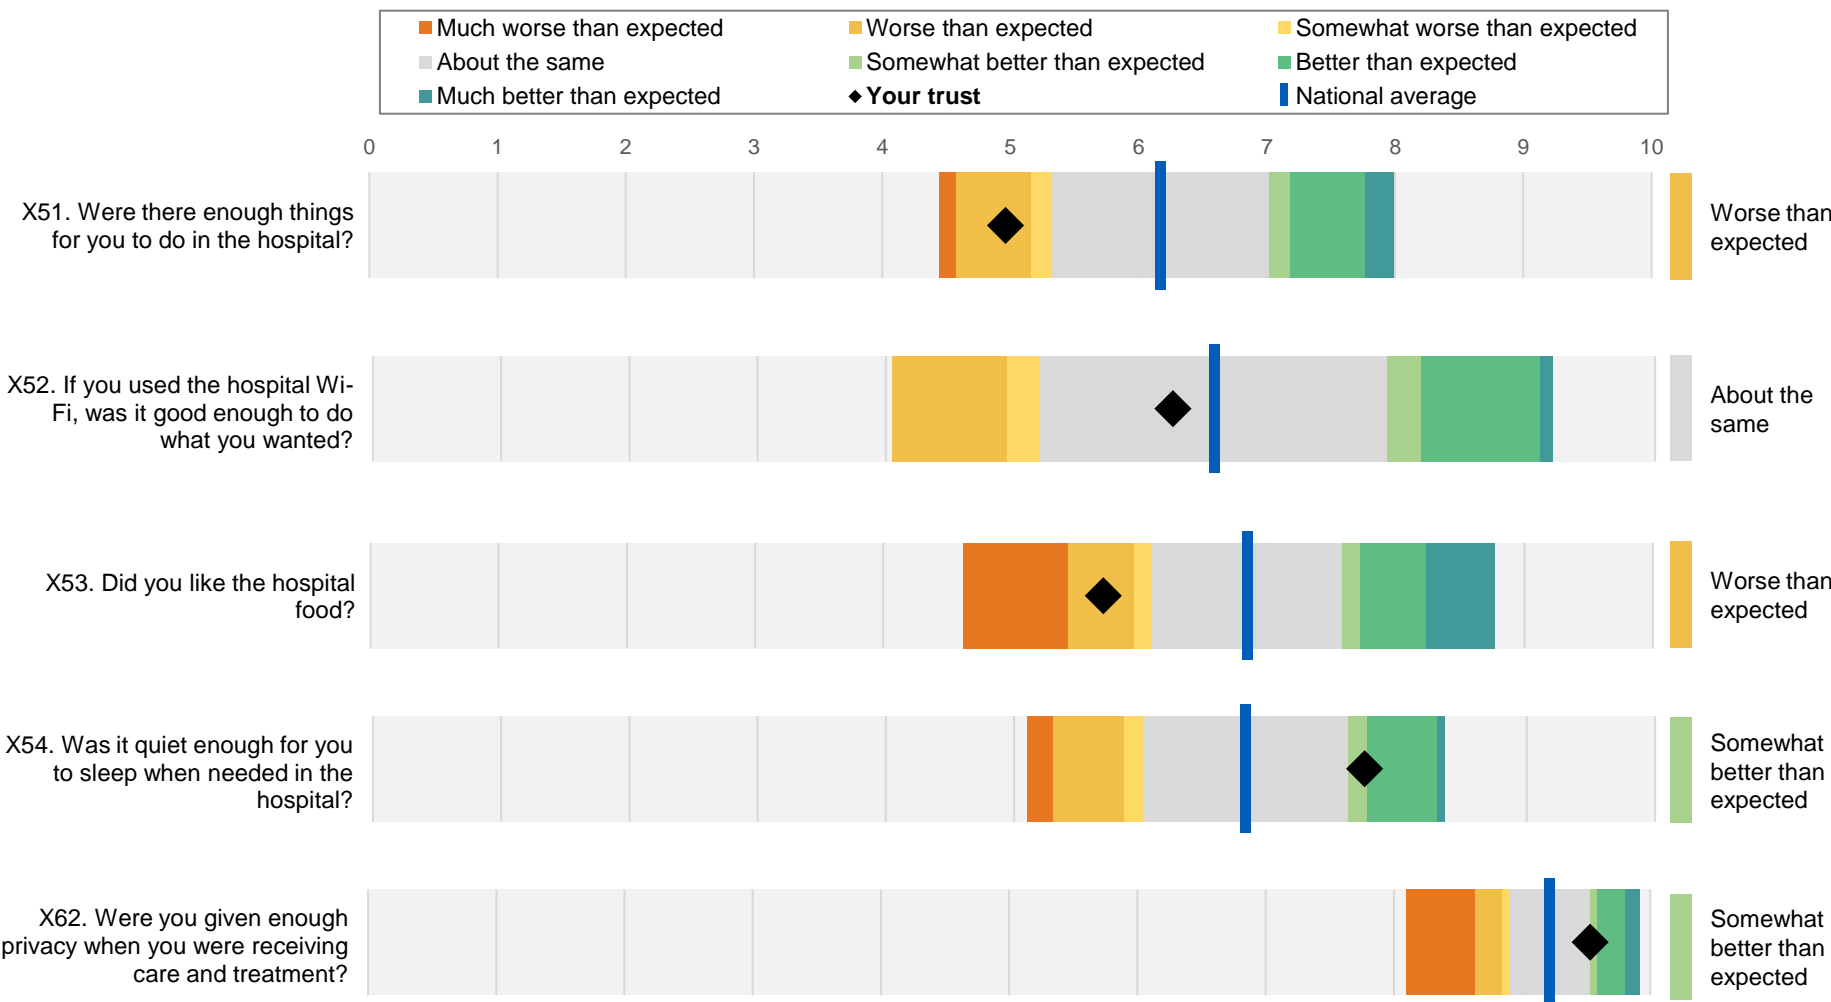 Much worse than expected
Worse than expected
Somewhat worse than expected
About the same
Somewhat better than expected
Better than expected
Much better than expected
Your trust
National average
0 1 2 3 4 5 6 7 8 9 10
X51. Were there enough things
for you to do in the hospital?
Worse than
expected
X52. If you used the hospital Wi-
Fi, was it good enough to do
what you wanted?
About the
same
X53. Did you like the hospital
food?
Worse than
expected
X54. Was it quiet enough for you
to sleep when needed in the
hospital?
Somewhat
better than
expected
X62. Were you given enough
privacy when you were receiving
care and treatment?
Somewhat
better than
expected